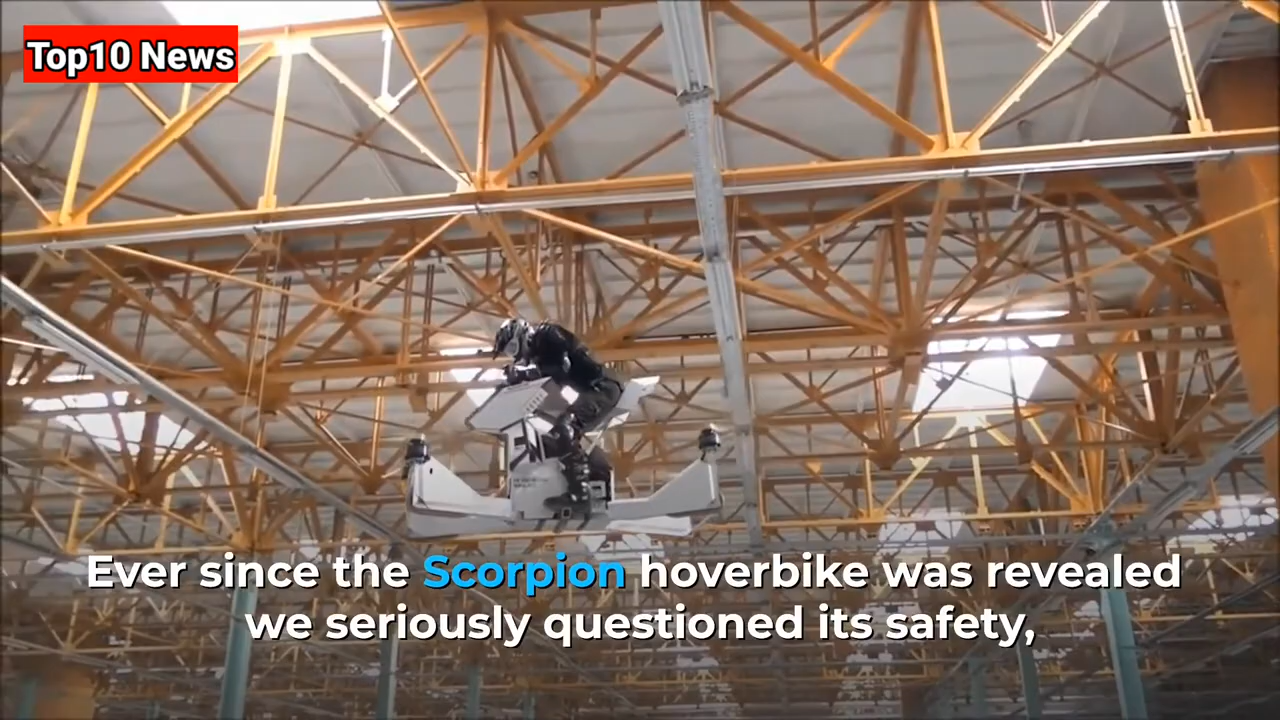 Top10 News
Ever since the Scorpion hoverbike was revealed
we seriously questioned its safety,